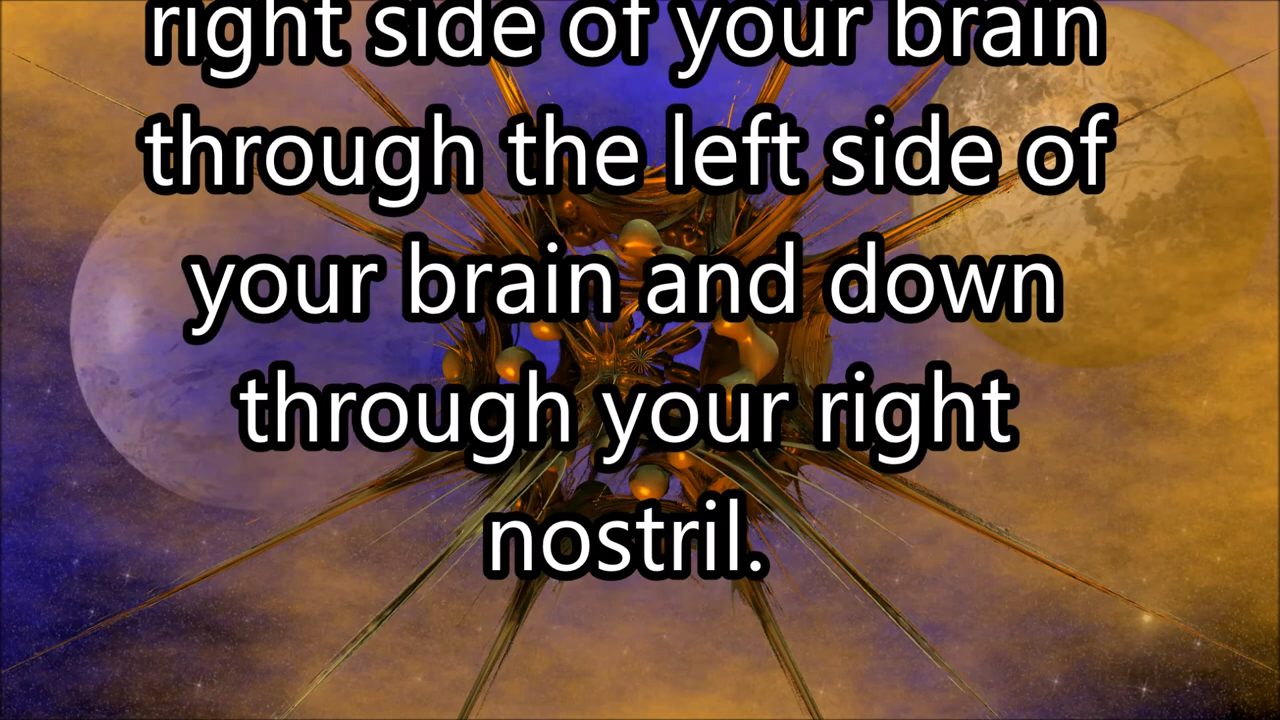 right side of your brain
through the left side of
your brain and down
through your right
nostril.